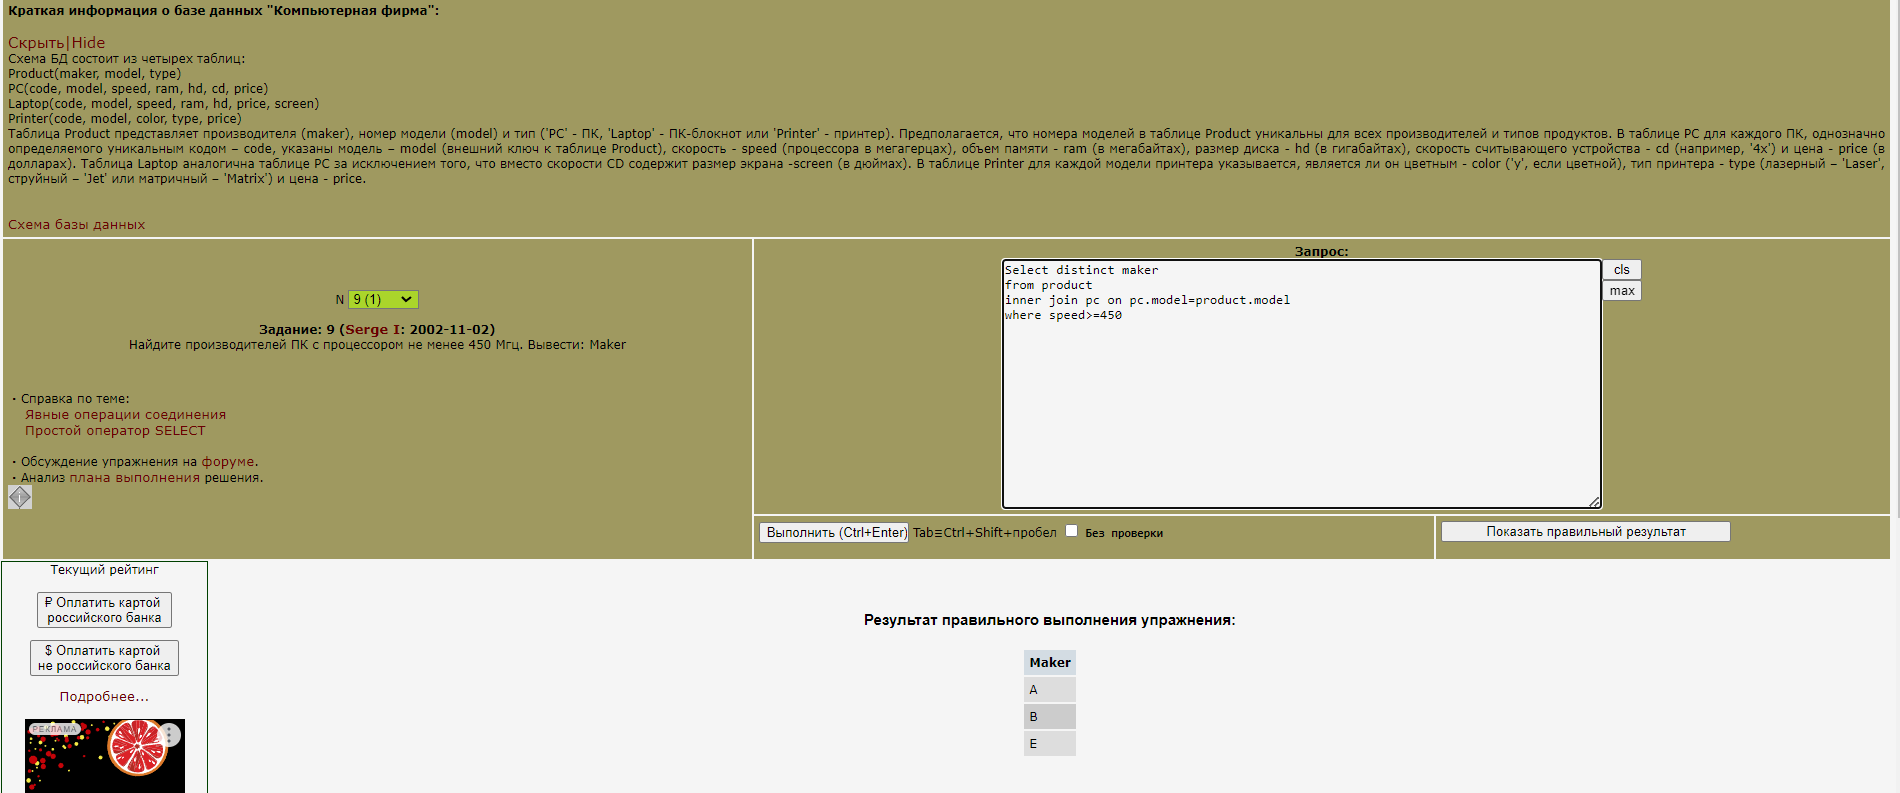 Краткая информация о базе данных "Компьютерная фирма":
Скрыть|Hide
Схема БД состоит из четырех таблиц:
Product(maker, model, type)
PC(code, model, speed, ram, hd, cd, price)
Laptop(code, model, speed, ram, hd, price, screen)
Printer(code, model, color, type, price)
Таблица Product представляет производителя (maker), номер модели (model) и тип ('PC' - ПК, 'Laptop' - ПК-блокнот или 'Printer' - принтер). Предполагается, что номера моделей в таблице Product уникальны для всех производителей и типов продуктов. В таблице PC для каждого ПК, однозначно
определяемого уникальным кодом – code, указаны модель – model (внешний ключ к таблице Product), скорость - speed (процессора в мегагерцах), объем памяти - ram (в мегабайтах), размер диска - hd (в гигабайтах), скорость считывающего устройства - cd (например, '4x') и цена - price (в
долларах). Таблица Laptop аналогична таблице РС за исключением того, что вместо скорости CD содержит размер экрана -screen (в дюймах). В таблице Printer для каждой модели принтера указывается, является ли он цветным - color ('y', если цветной), тип принтера - type (лазерный – 'Laser',
струйный – 'Jet' или матричный – 'Matrix') и цена - price.
Схема базы данных
N 9 (1)
Задание: 9 (Serge I: 2002-11-02)
Найдите производителей ПК с процессором не менее 450 Мгц. Вывести: Maker
• Справка по теме:
Явные операции соединения
Простой оператор SELECT
• Обсуждение упражнения на форуме.
• Анализ плана выполнения решения.
Запрос:
Select distinct maker
from product
inner join pc on pc.model=product.model
where speed>=450
cls
max
Выполнить (Ctrl+Enter) Tab≡Ctrl+Shift+пробел Без проверки
Показать правильный результат
Текущий рейтинг
₽ Оплатить картой
российского банка
$ Оплатить картой
не российского банка
Подробнее...
РЕКЛАМА
Результат правильного выполнения упражнения:
Maker
A
B
E